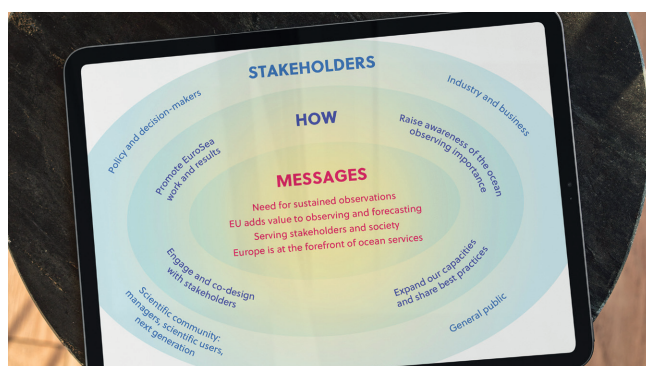 STAKEHOLDERS
Policy and decision-makers
Industry and business
HOW
Promote EuroSea
work and results
Raise awareness of the ocean
observing importance
MESSAGES
Need for sustained observations
EU adds value to observing and forecasting
Serving stakeholders and society
Europe is at the forefront of ocean services
Engage and co-design
with stakeholders
Expand our capacities
and share best practices
Scientific community:
managers, scientific users,
next generation
General public